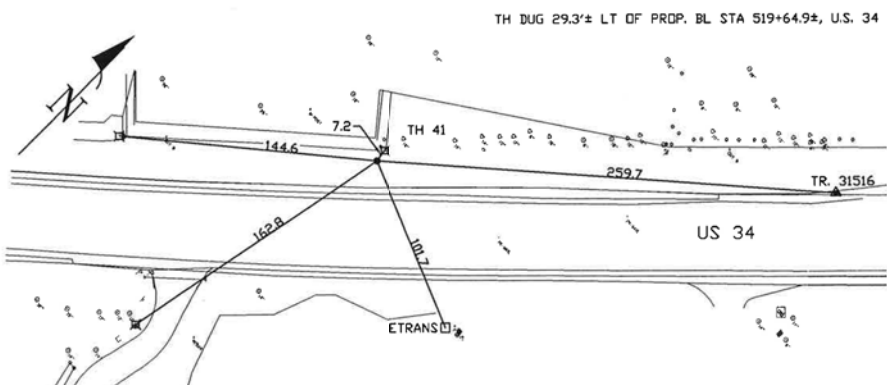 TH DUG 29.3'± LT OF PROP. BL STA 519+64.9±, U.S. 34
N
7.2
TH 41
144.6
259.7
TR. 31516
162.8
101.7
US 34
ETRANS